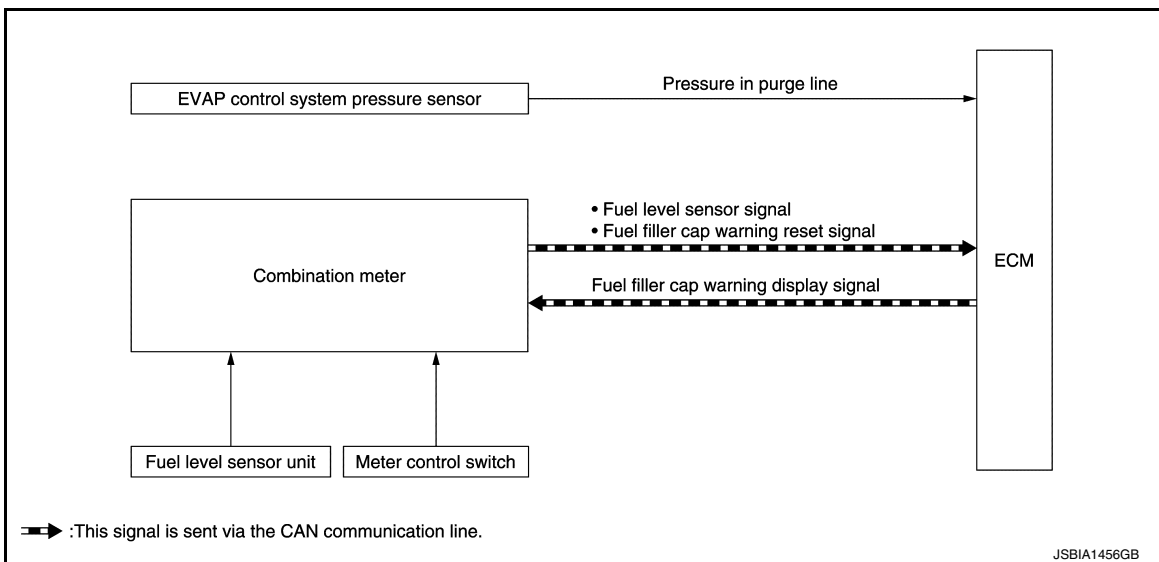 EVAP control system pressure sensor
Pressure in purge line
• Fuel level sensor signal
• Fuel filler cap warning reset signal
Combination meter
ECM
Fuel filler cap warning display signal
Fuel level sensor unit
Meter control switch
:This signal is sent via the CAN communication line.
JSBIA1456GB